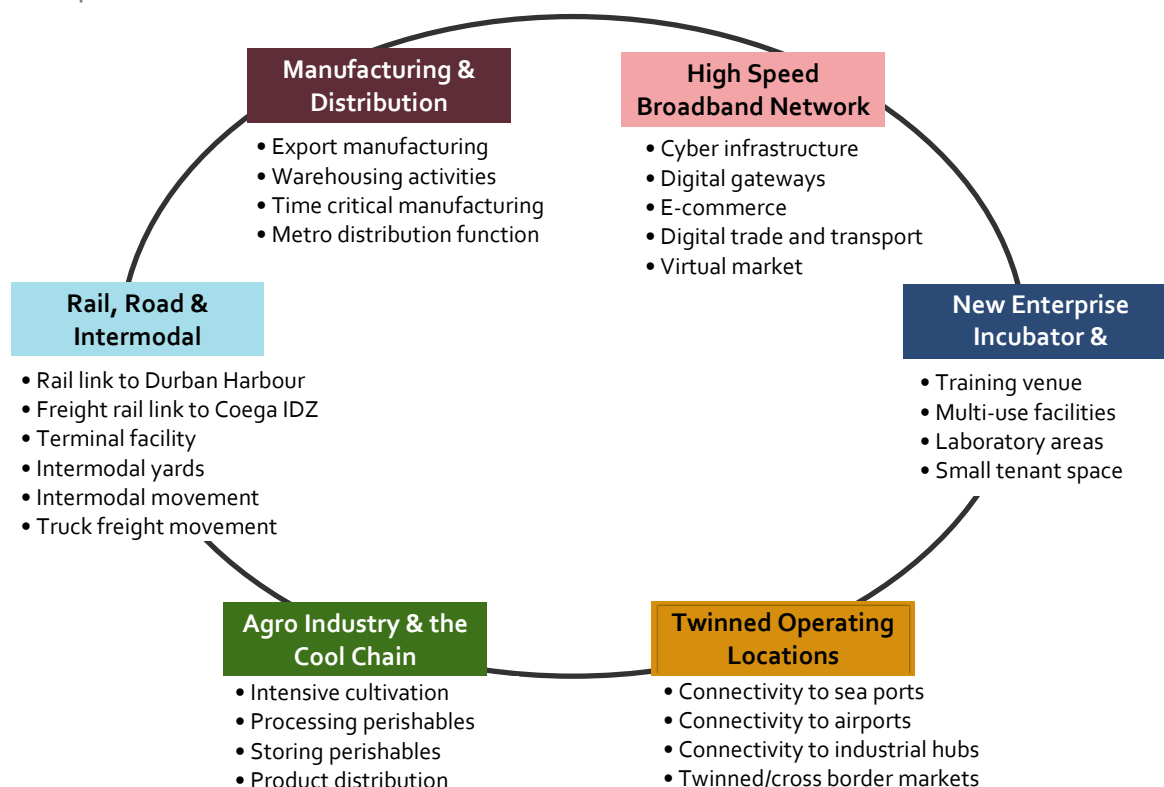 Manufacturing &
Distribution
• Export manufacturing
• Warehousing activities
• Time critical manufacturing
• Metro distribution function
High Speed
Broadband Network
• Cyber infrastructure
• Digital gateways
• E-commerce
• Digital trade and transport
• Virtual market
Rail, Road &
Intermodal
• Rail link to Durban Harbour
• Freight rail link to Coega IDZ
• Terminal facility
• Intermodal yards
• Intermodal movement
• Truck freight movement
New Enterprise
Incubator &
• Training venue
• Multi-use facilities
• Laboratory areas
• Small tenant space
Agro Industry & the
Cool Chain
• Intensive cultivation
• Processing perishables
• Storing perishables
• Product distribution
Twinned Operating
Locations
• Connectivity to sea ports
• Connectivity to airports
• Connectivity to industrial hubs
• Twinned/cross border markets